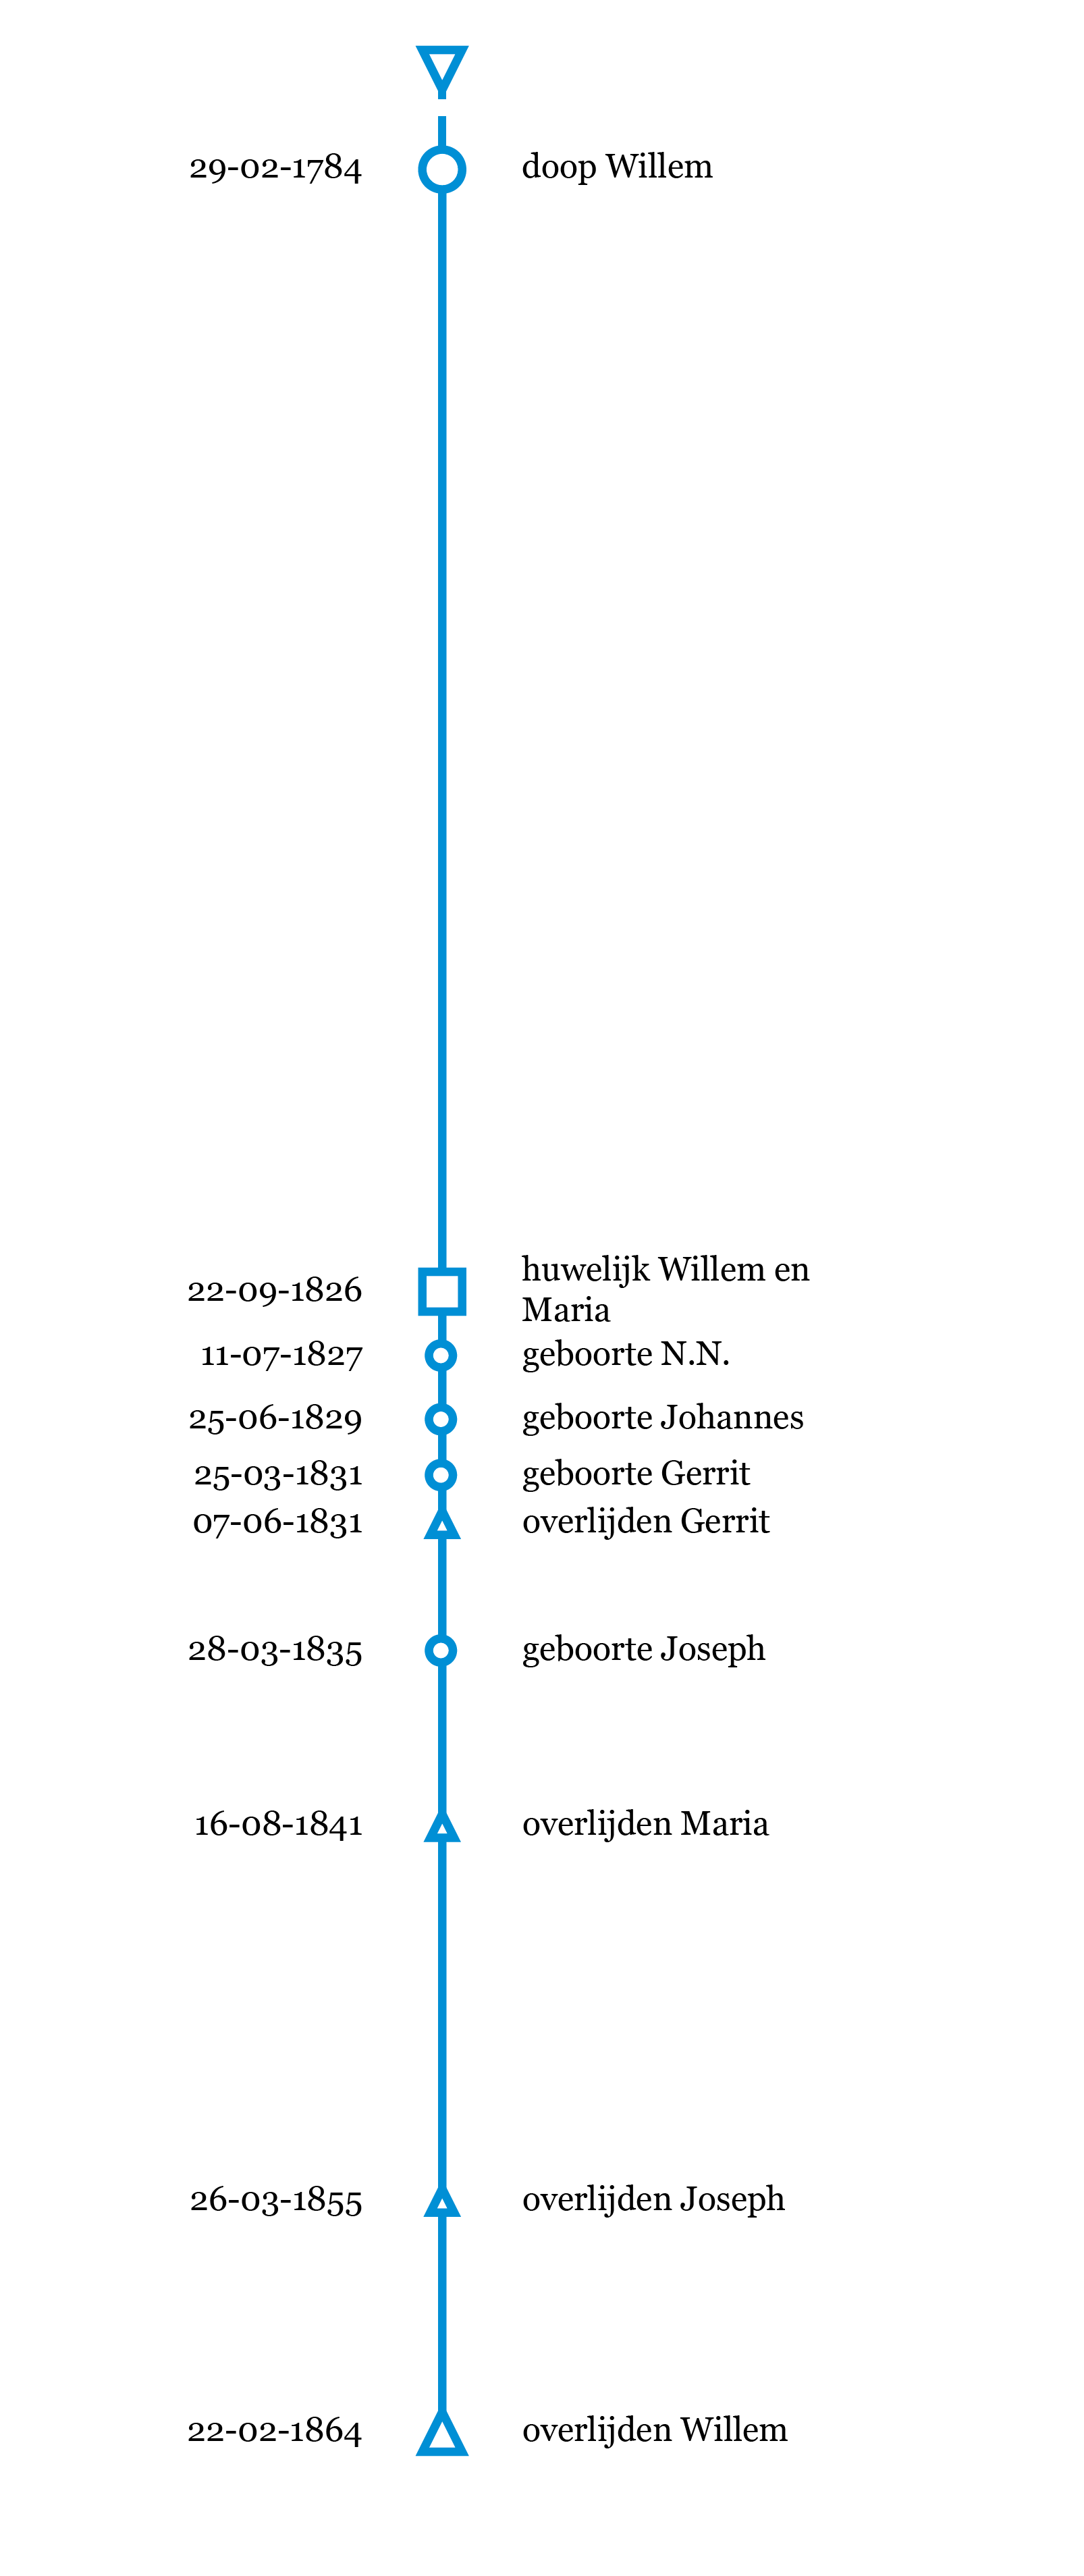 29-02-1784 doop Willem
22-09-1826 huwelijk Willem en
Maria
11-07-1827 geboorte N.N.
25-06-1829 geboorte Johannes
25-03-1831 geboorte Gerrit
07-06-1831 overlijden Gerrit
28-03-1835 geboorte Joseph
16-08-1841 overlijden Maria
26-03-1855 overlijden Joseph
22-02-1864 overlijden Willem